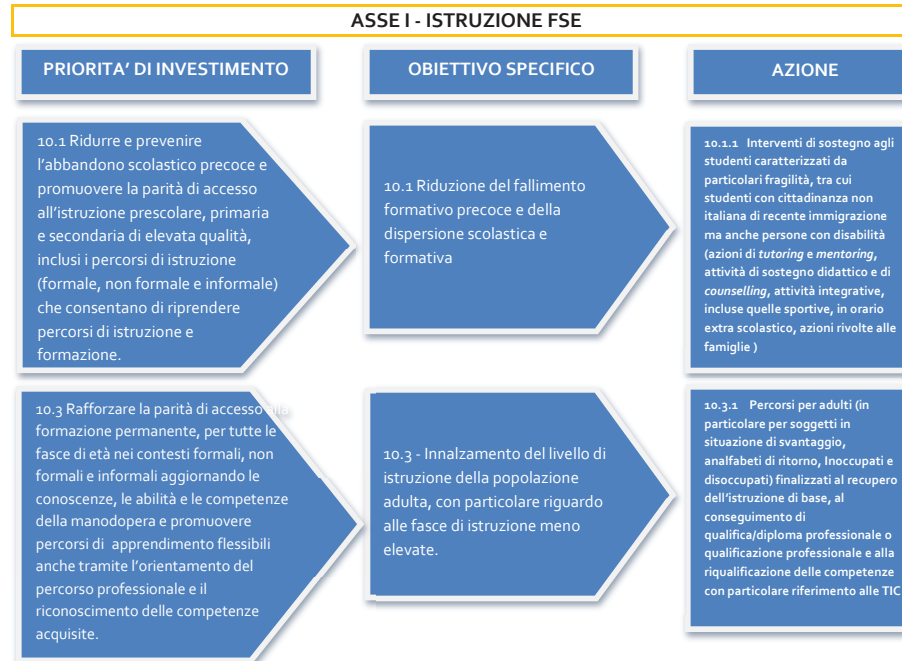 ASSE I - ISTRUZIONE FSE
PRIORITA' DI INVESTIMENTO
OBIETTIVO SPECIFICO
AZIONE
10.1 Ridurre e prevenire
l'abbandono scolastico precoce e
promuovere la parità di accesso
all'istruzione prescolare, primaria
e secondaria di elevata qualità,
inclusi i percorsi di istruzione
(formale, non formale e informale)
che consentano di riprendere
percorsi di istruzione e
formazione.
10.1 Riduzione del fallimento
formativo precoce e della
dispersione scolastica e
formativa
10.1.1 Interventi di sostegno agli
studenti caratterizzati da
particolari fragilità, tra cui
studenti con cittadinanza non
italiana di recente immigrazione
ma anche persone con disabilità
(azioni di tutoring e mentoring,
attività di sostegno didattico e di
counselling, attività integrative,
incluse quelle sportive, in orario
extra scolastico, azioni rivolte alle
famiglie )
10.3 Rafforzare la parità di accesso alla
formazione permanente, per tutte le
fasce di età nei contesti formali, non
formali e informali aggiornando le
conoscenze, le abilità e le competenze
della manodopera e promuovere
percorsi di apprendimento flessibili
anche tramite l'orientamento del
percorso professionale e il
riconoscimento delle competenze
acquisite.
10.3 - Innalzamento del livello di
istruzione della popolazione
adulta, con particolare riguardo
alle fasce di istruzione meno
elevate.
10.3.1 Percorsi per adulti (in
particolare per soggetti in
situazione di svantaggio,
analfabeti di ritorno, Inoccupati e
disoccupati) finalizzati al recupero
dell'istruzione di base, al
conseguimento di
qualifica/diploma professionale o
qualificazione professionale e alla
riqualificazione delle competenze
con particolare riferimento alle TIC